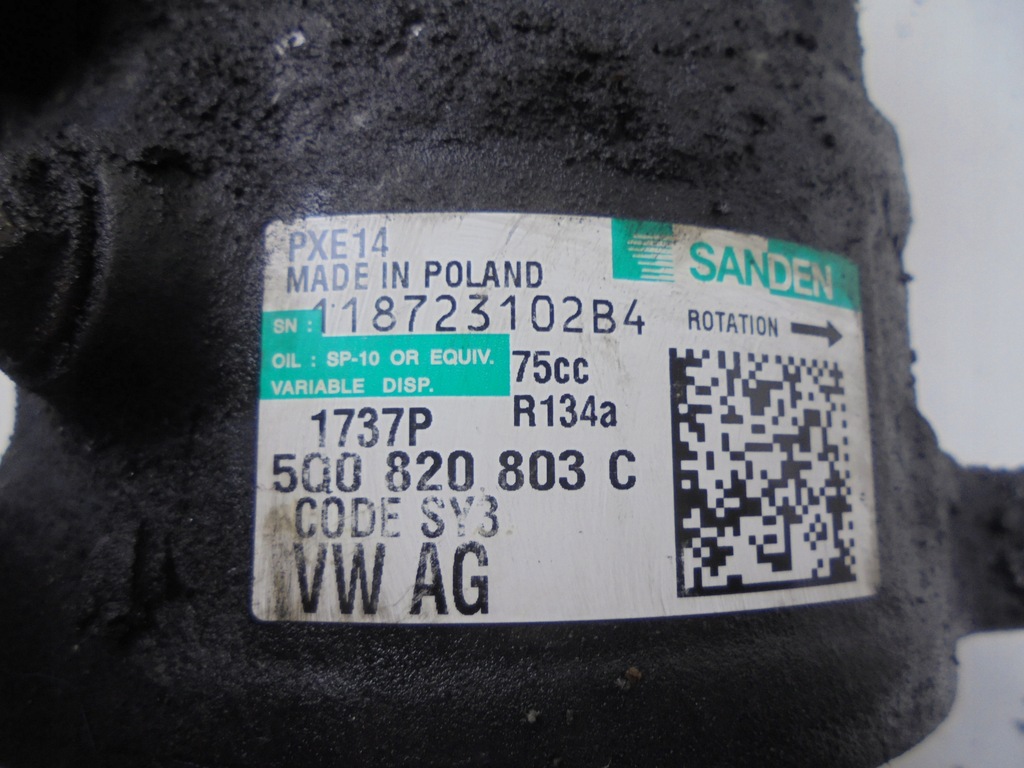 PXE14
SANDEN
MADE IN POLAND
SN : 118723102B4
ROTATION
OIL : SP-10 OR EQUIV. 75cc
VARIABLE DISP. R134a
1737P
5Q0 820 803 C
CODE SY3
VW AG